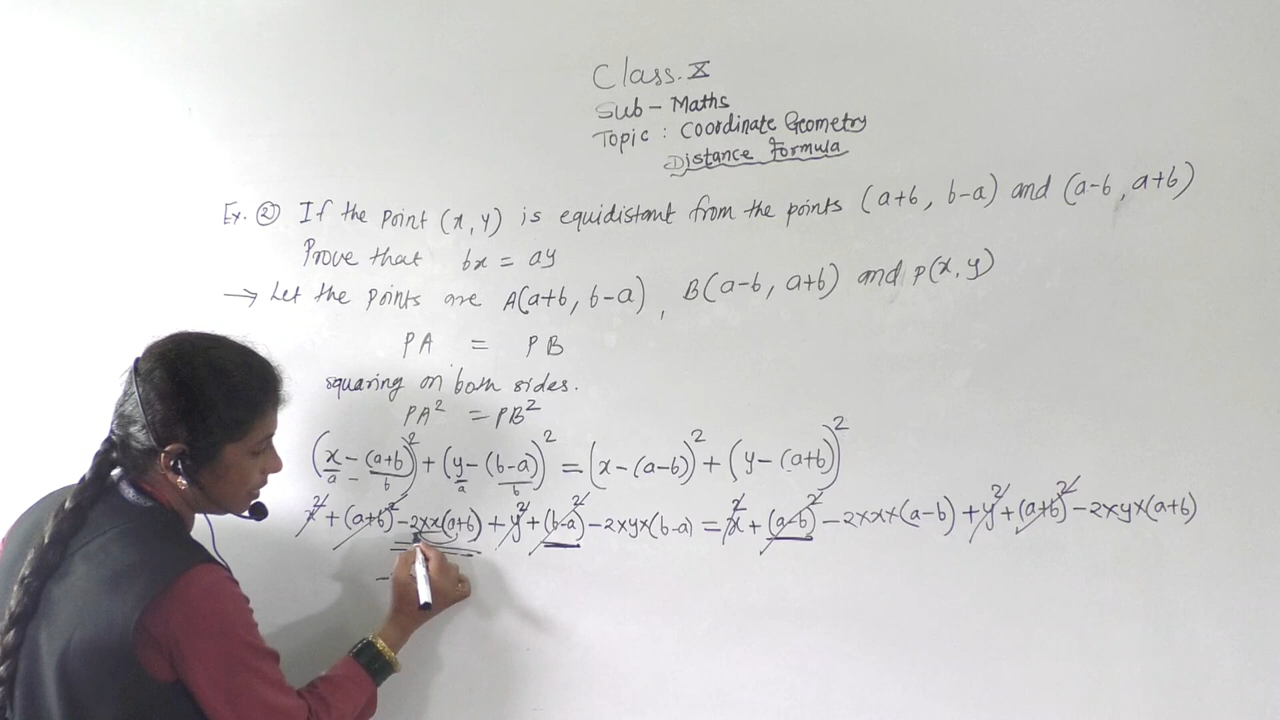 Class. X
Sub - Maths
Topic : Coordinate Geometry
Distance Formula
Ex. ② If the point (x, y) is equidistant from the points (a+b, b-a) and (a-b, a+b)
Prove that bx = ay
→ Let the points are A(a+b, b-a), B(a-b, a+b) and P(x, y)
PA = PB
squaring on both sides.
PA² = PB²
(x - (a+b))² + (y - (b-a))² = (x - (a-b))² + (y - (a+b))²
a - b a b
x² + (a+b)² - 2×x(a+b) + y² + (b-a)² - 2×y×(b-a) = x² + (a-b)² - 2×x×(a-b) + y² + (a+b)² - 2×y×(a+b)
-